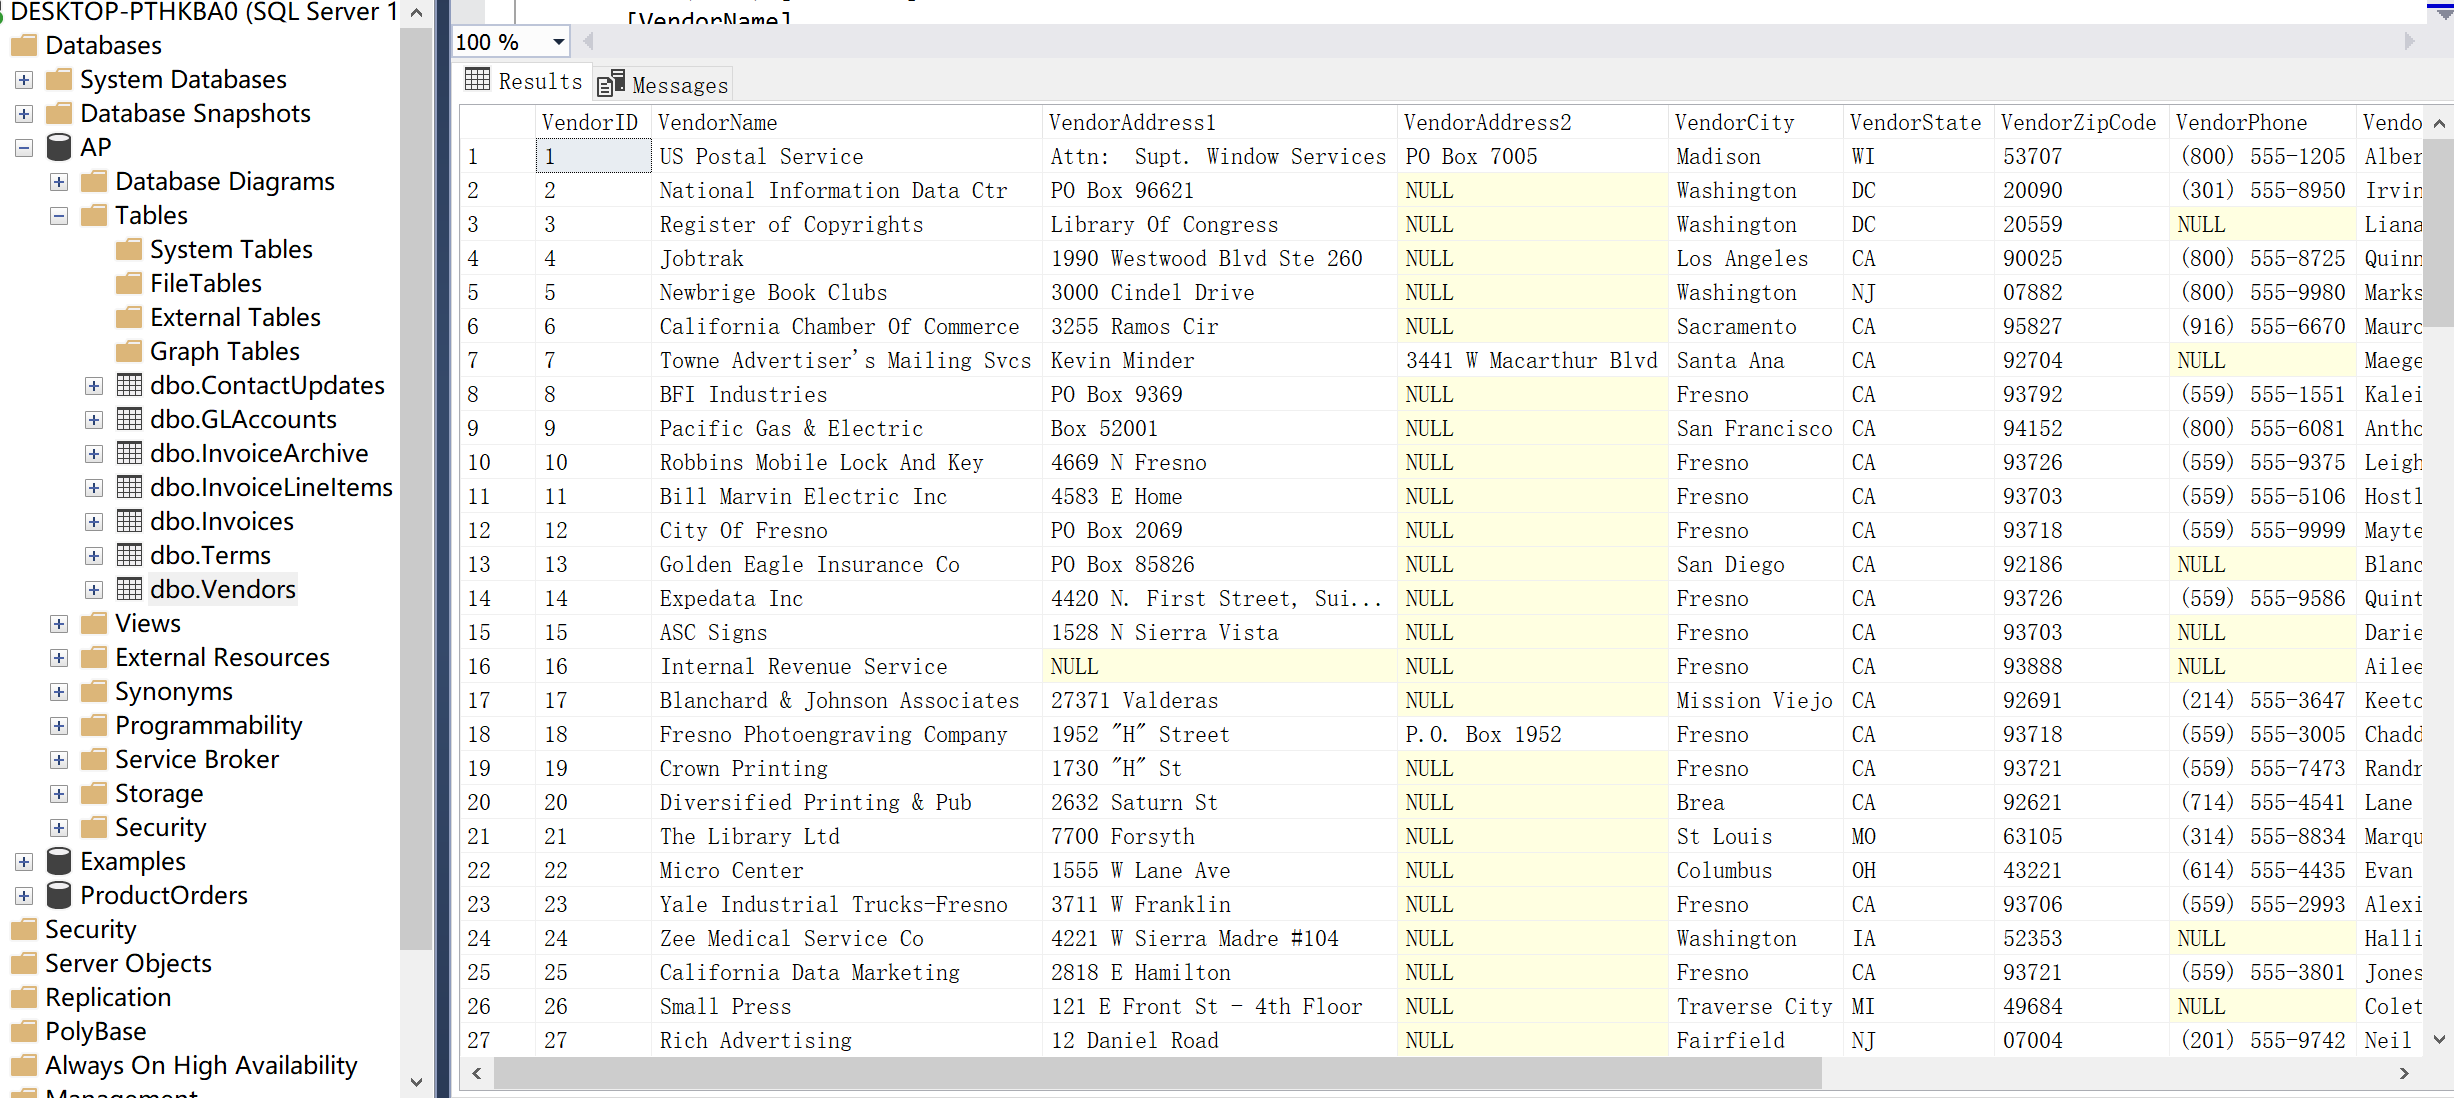 DESKTOP-PTHKBA0 (SQL Server 1
Databases
System Databases
Database Snapshots
AP
Database Diagrams
Tables
System Tables
FileTables
External Tables
Graph Tables
dbo.ContactUpdates
dbo.GLAccounts
dbo.InvoiceArchive
dbo.InvoiceLineItems
dbo.Invoices
dbo.Terms
dbo.Vendors
Views
External Resources
Synonyms
Programmability
Service Broker
Storage
Security
Examples
ProductOrders
Security
Server Objects
Replication
PolyBase
Always On High Availability
Management
[VendorName]
100 %
Results Messages
VendorID VendorName VendorAddress1 VendorAddress2 VendorCity VendorState VendorZipCode VendorPhone Vendo
1 1 US Postal Service Attn:  Supt. Window Services PO Box 7005 Madison WI 53707 (800) 555-1205 Alber
2 2 National Information Data Ctr PO Box 96621 NULL Washington DC 20090 (301) 555-8950 Irvin
3 3 Register of Copyrights Library Of Congress NULL Washington DC 20559 NULL Liana
4 4 Jobtrak 1990 Westwood Blvd Ste 260 NULL Los Angeles CA 90025 (800) 555-8725 Quinn
5 5 Newbrige Book Clubs 3000 Cindel Drive NULL Washington NJ 07882 (800) 555-9980 Marks
6 6 California Chamber Of Commerce 3255 Ramos Cir NULL Sacramento CA 95827 (916) 555-6670 Mauro
7 7 Towne Advertiser's Mailing Svcs Kevin Minder 3441 W Macarthur Blvd Santa Ana CA 92704 NULL Maege
8 8 BFI Industries PO Box 9369 NULL Fresno CA 93792 (559) 555-1551 Kalei
9 9 Pacific Gas & Electric Box 52001 NULL San Francisco CA 94152 (800) 555-6081 Antho
10 10 Robbins Mobile Lock And Key 4669 N Fresno NULL Fresno CA 93726 (559) 555-9375 Leigh
11 11 Bill Marvin Electric Inc 4583 E Home NULL Fresno CA 93703 (559) 555-5106 Hostl
12 12 City Of Fresno PO Box 2069 NULL Fresno CA 93718 (559) 555-9999 Mayte
13 13 Golden Eagle Insurance Co PO Box 85826 NULL San Diego CA 92186 NULL Blanc
14 14 Expedata Inc 4420 N. First Street, Sui... NULL Fresno CA 93726 (559) 555-9586 Quint
15 15 ASC Signs 1528 N Sierra Vista NULL Fresno CA 93703 NULL Darie
16 16 Internal Revenue Service NULL NULL Fresno CA 93888 NULL Ailee
17 17 Blanchard & Johnson Associates 27371 Valderas NULL Mission Viejo CA 92691 (214) 555-3647 Keeto
18 18 Fresno Photoengraving Company 1952 "H" Street P.O. Box 1952 Fresno CA 93718 (559) 555-3005 Chadd
19 19 Crown Printing 1730 "H" St NULL Fresno CA 93721 (559) 555-7473 Randr
20 20 Diversified Printing & Pub 2632 Saturn St NULL Brea CA 92621 (714) 555-4541 Lane
21 21 The Library Ltd 7700 Forsyth NULL St Louis MO 63105 (314) 555-8834 Marqu
22 22 Micro Center 1555 W Lane Ave NULL Columbus OH 43221 (614) 555-4435 Evan
23 23 Yale Industrial Trucks-Fresno 3711 W Franklin NULL Fresno CA 93706 (559) 555-2993 Alexi
24 24 Zee Medical Service Co 4221 W Sierra Madre #104 NULL Washington IA 52353 NULL Halli
25 25 California Data Marketing 2818 E Hamilton NULL Fresno CA 93721 (559) 555-3801 Jones
26 26 Small Press 121 E Front St - 4th Floor NULL Traverse City MI 49684 NULL Colet
27 27 Rich Advertising 12 Daniel Road NULL Fairfield NJ 07004 (201) 555-9742 Neil